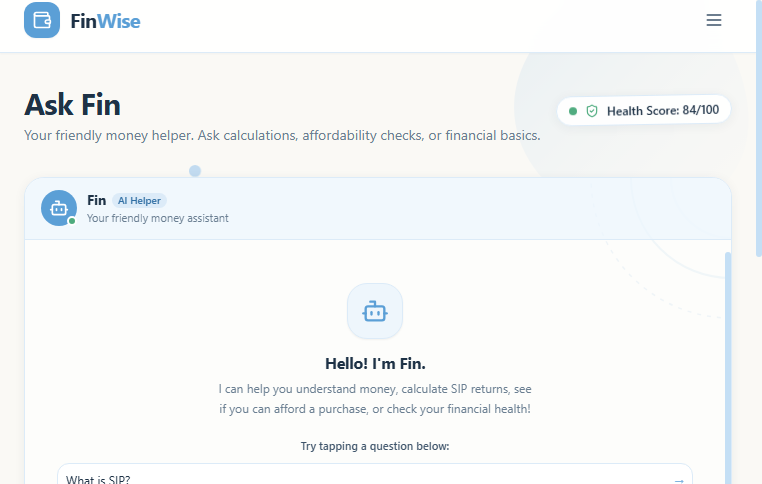 FinWise
Ask Fin
Health Score: 84/100
Your friendly money helper. Ask calculations, affordability checks, or financial basics.
Fin AI Helper
Your friendly money assistant
Hello! I'm Fin.
I can help you understand money, calculate SIP returns, see
if you can afford a purchase, or check your financial health!
Try tapping a question below:
What is SIP? →